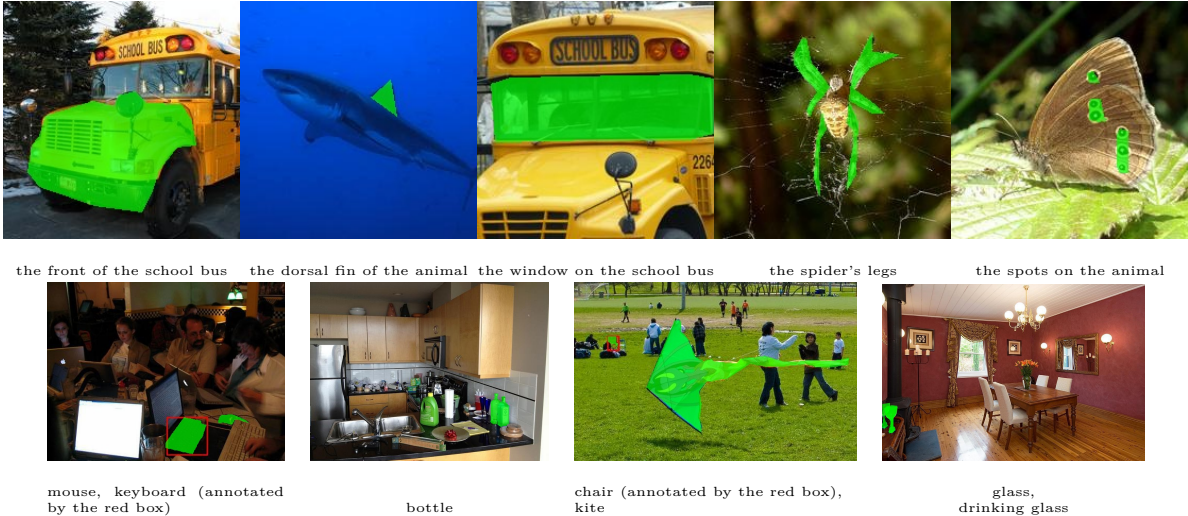 SCHOOL BUS
SCHOOL BUS
2264
the front of the school bus
the dorsal fin of the animal
the window on the school bus
the spider's legs
the spots on the animal
mouse, keyboard (annotated
by the red box)
bottle
chair (annotated by the red box),
kite
glass,
drinking glass